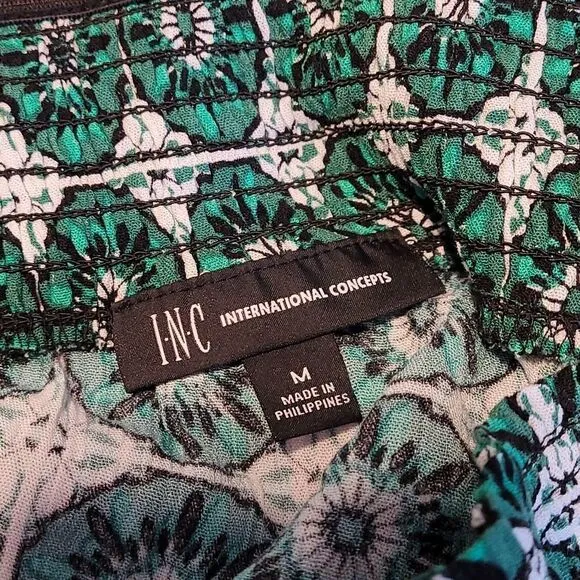 I·N·C INTERNATIONAL CONCEPTS
M
MADE IN
PHILIPPINES